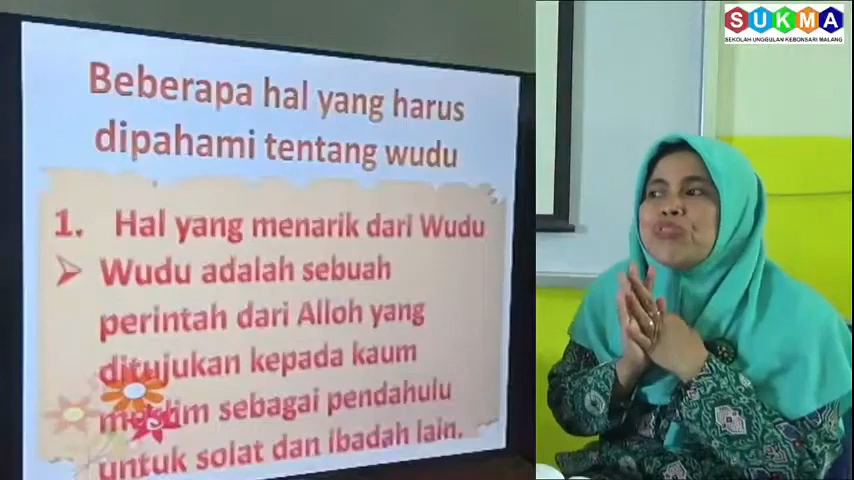 SUKMA
SEKOLAH UNGGULAN KEBONSARI MALANG
Beberapa hal yang harus
dipahami tentang wudu
1. Hal yang menarik dari Wudu
Wudu adalah sebuah
perintah dari Alloh yang
ditujukan kepada kaum
muslim sebagai pendahulu
untuk solat dan ibadah lain.